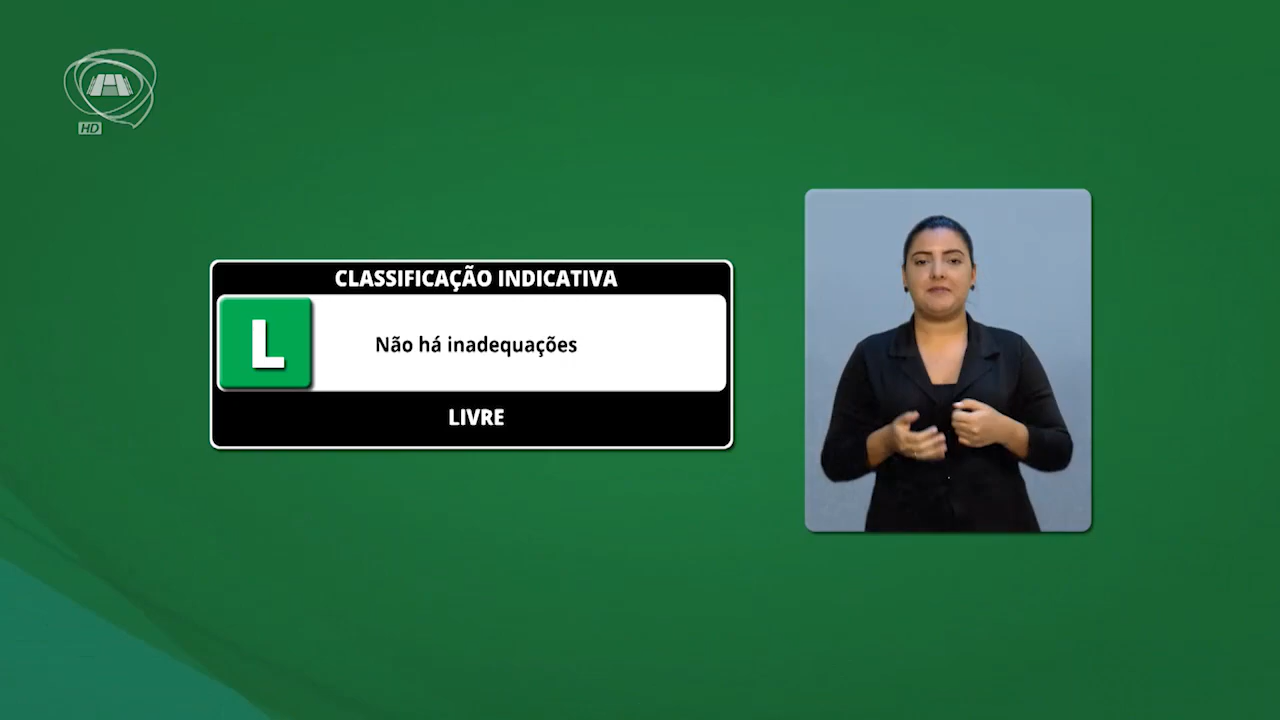 HD
CLASSIFICAÇÃO INDICATIVA
L
Não há inadequações
LIVRE